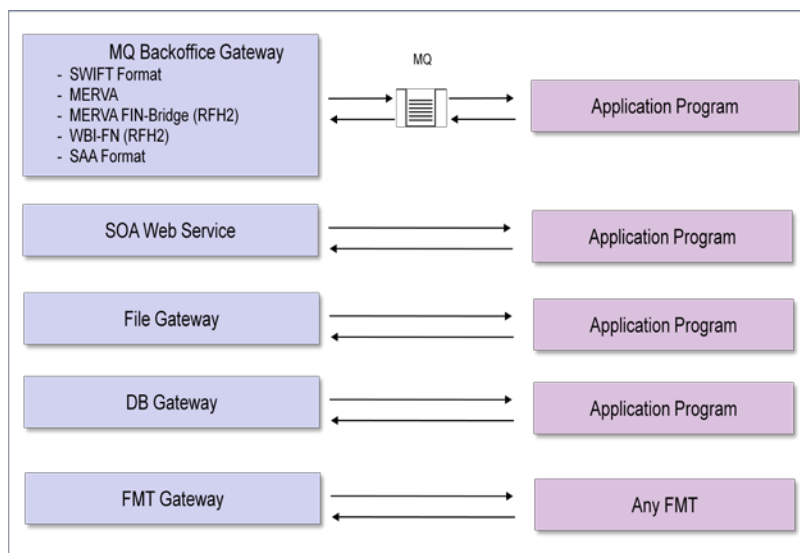 MQ Backoffice Gateway
- SWIFT Format
- MERVA
- MERVA FIN-Bridge (RFH2)
- WBI-FN (RFH2)
- SAA Format
MQ
Application Program
SOA Web Service
Application Program
File Gateway
Application Program
DB Gateway
Application Program
FMT Gateway
Any FMT